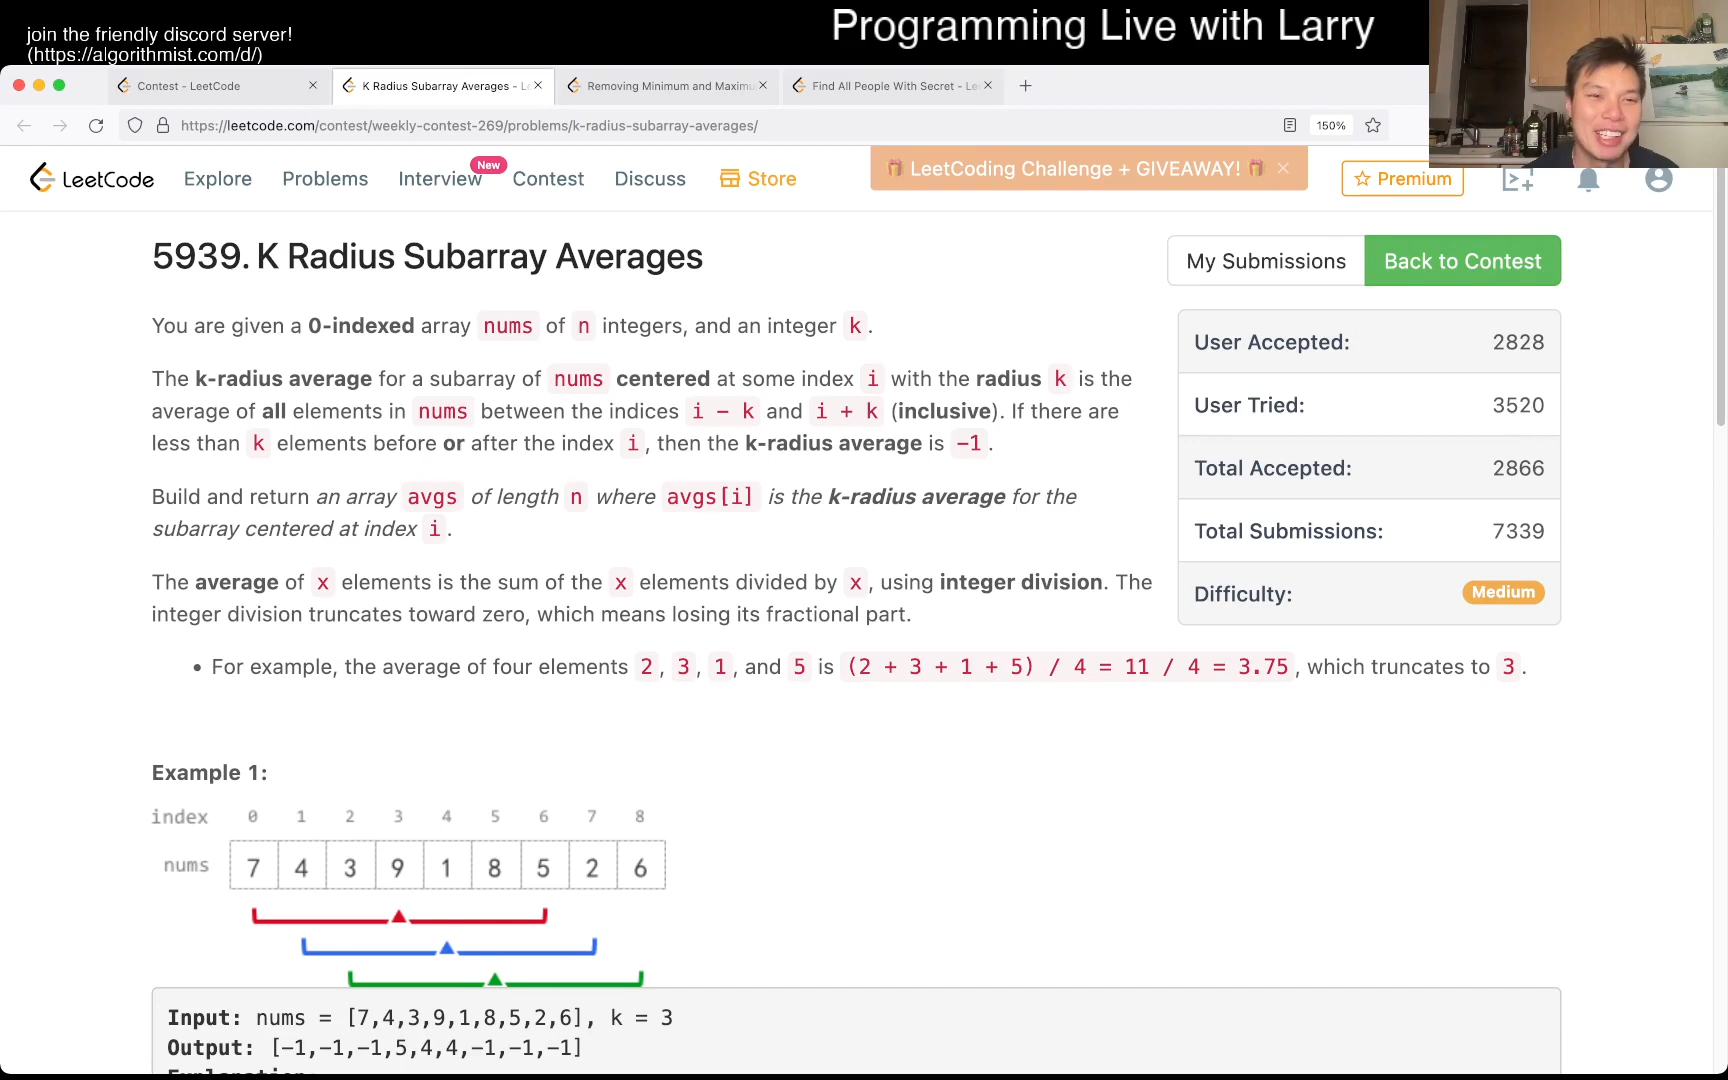 join the friendly discord server!
(https://algorithmist.com/d/)
Programming Live with Larry
Contest - LeetCode
K Radius Subarray Averages - Le
Removing Minimum and Maximu
Find All People With Secret - Le
https://leetcode.com/contest/weekly-contest-269/problems/k-radius-subarray-averages/
150%
LeetCode
Explore
Problems
Interview
New
Contest
Discuss
Store
LeetCoding Challenge + GIVEAWAY!
Premium
5939. K Radius Subarray Averages
My Submissions
Back to Contest
You are given a 0-indexed array nums of n integers, and an integer k.
The k-radius average for a subarray of nums centered at some index i with the radius k is the
average of all elements in nums between the indices i - k and i + k (inclusive). If there are
less than k elements before or after the index i, then the k-radius average is -1.
Build and return an array avgs of length n where avgs[i] is the k-radius average for the
subarray centered at index i.
The average of x elements is the sum of the x elements divided by x, using integer division. The
integer division truncates toward zero, which means losing its fractional part.
• For example, the average of four elements 2, 3, 1, and 5 is (2 + 3 + 1 + 5) / 4 = 11 / 4 = 3.75, which truncates to 3.
User Accepted: 2828
User Tried: 3520
Total Accepted: 2866
Total Submissions: 7339
Difficulty: Medium
Example 1:
index 0 1 2 3 4 5 6 7 8
nums 7 4 3 9 1 8 5 2 6
Input: nums = [7,4,3,9,1,8,5,2,6], k = 3
Output: [-1,-1,-1,5,4,4,-1,-1,-1]